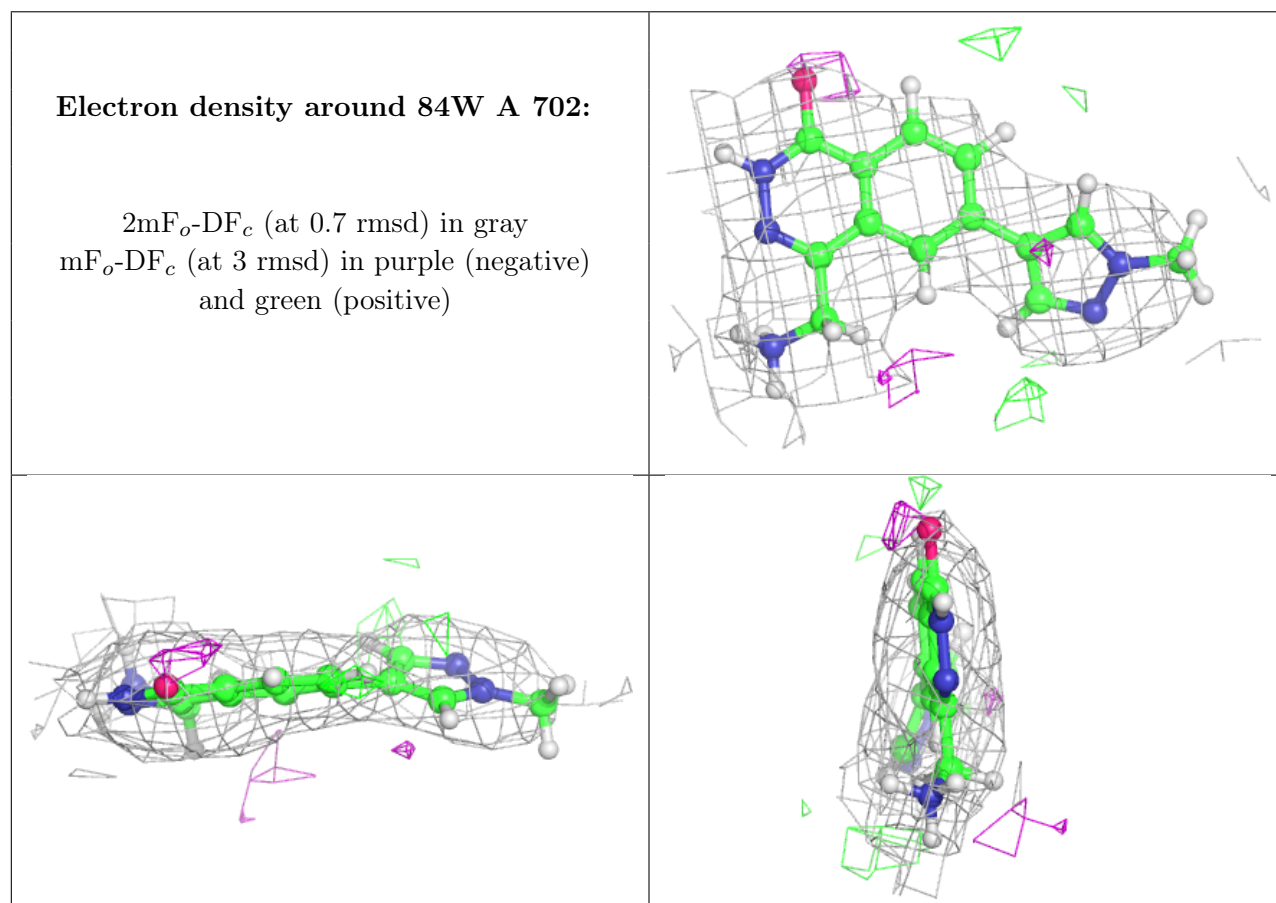 Electron density around 84W A 702:
2mFₒ-DF𝒸 (at 0.7 rmsd) in gray
mFₒ-DF𝒸 (at 3 rmsd) in purple (negative)
and green (positive)